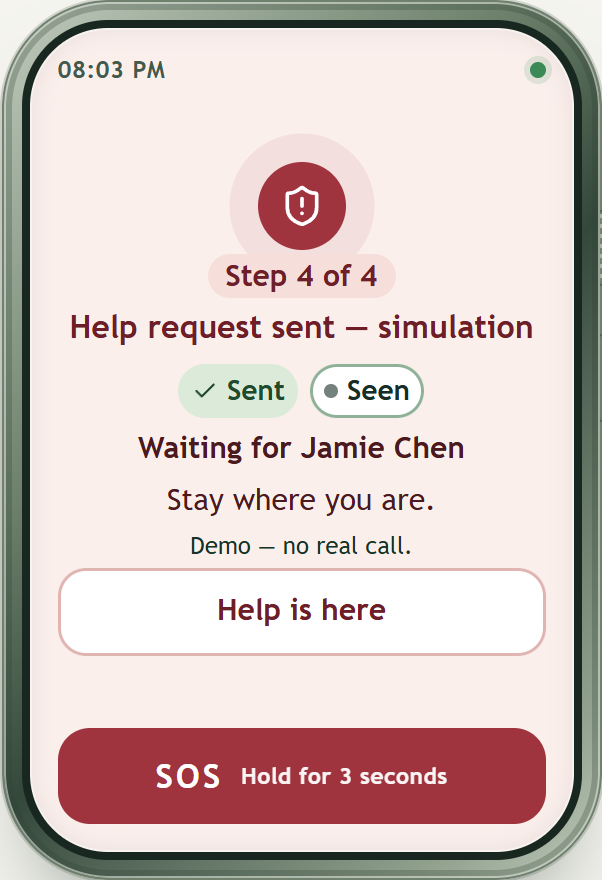 08:03 PM
Step 4 of 4
Help request sent — simulation
Sent Seen
Waiting for Jamie Chen
Stay where you are.
Demo — no real call.
Help is here
SOS Hold for 3 seconds